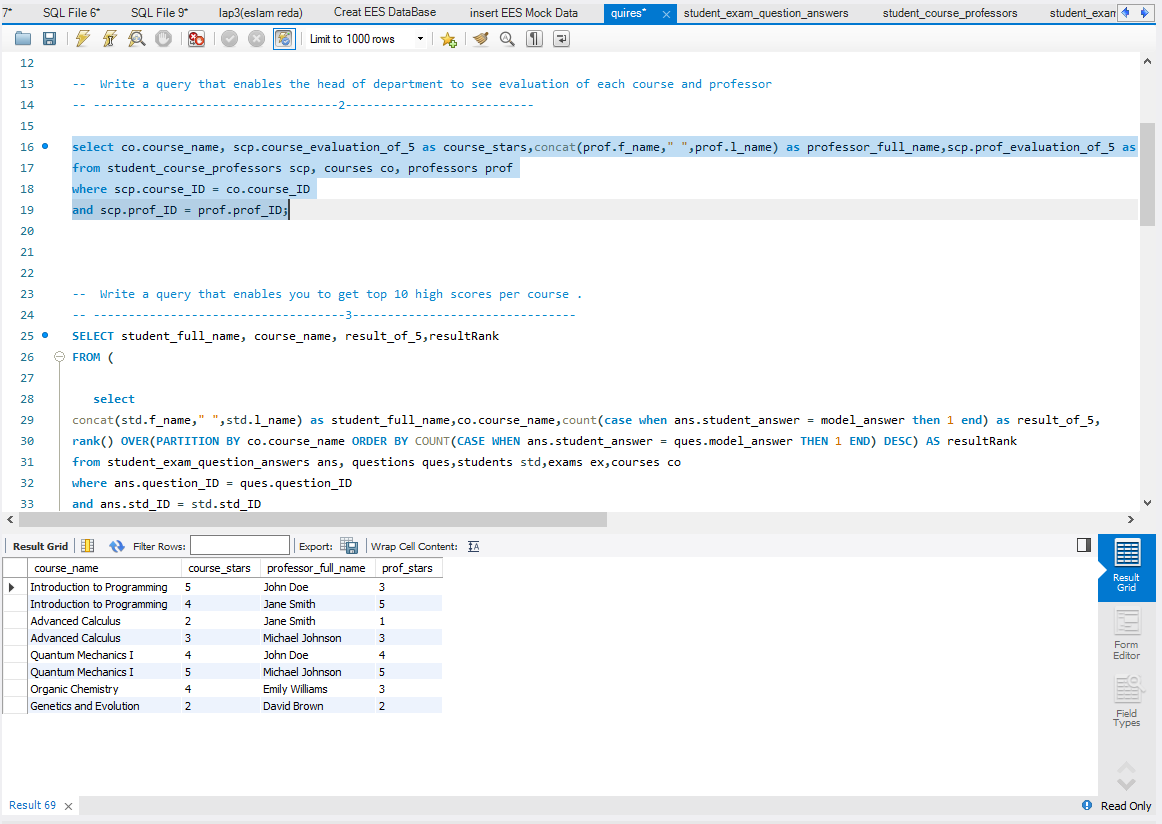 7* SQL File 6* SQL File 9* lap3(eslam reda) Creat EES DataBase insert EES Mock Data quires* student_exam_question_answers student_course_professors student_exam
Limit to 1000 rows
12
13 -- Write a query that enables the head of department to see evaluation of each course and professor
14 -- -----------------------------------2---------------------------
15
16 select co.course_name, scp.course_evaluation_of_5 as course_stars,concat(prof.f_name," ",prof.l_name) as professor_full_name,scp.prof_evaluation_of_5 as
17 from student_course_professors scp, courses co, professors prof
18 where scp.course_ID = co.course_ID
19 and scp.prof_ID = prof.prof_ID;
20
21
22
23 -- Write a query that enables you to get top 10 high scores per course .
24 -- ------------------------------------3--------------------------------
25 SELECT student_full_name, course_name, result_of_5,resultRank
26 FROM (
27
28 select
29 concat(std.f_name," ",std.l_name) as student_full_name,co.course_name,count(case when ans.student_answer = model_answer then 1 end) as result_of_5,
30 rank() OVER(PARTITION BY co.course_name ORDER BY COUNT(CASE WHEN ans.student_answer = ques.model_answer THEN 1 END) DESC) AS resultRank
31 from student_exam_question_answers ans, questions ques,students std,exams ex,courses co
32 where ans.question_ID = ques.question_ID
33 and ans.std_ID = std.std_ID
Result Grid Filter Rows: Export: Wrap Cell Content:
course_name course_stars professor_full_name prof_stars
Introduction to Programming 5 John Doe 3
Introduction to Programming 4 Jane Smith 5
Advanced Calculus 2 Jane Smith 1
Advanced Calculus 3 Michael Johnson 3
Quantum Mechanics I 4 John Doe 4
Quantum Mechanics I 5 Michael Johnson 5
Organic Chemistry 4 Emily Williams 3
Genetics and Evolution 2 David Brown 2
Result
Grid
Form
Editor
Field
Types
Result 69
Read Only